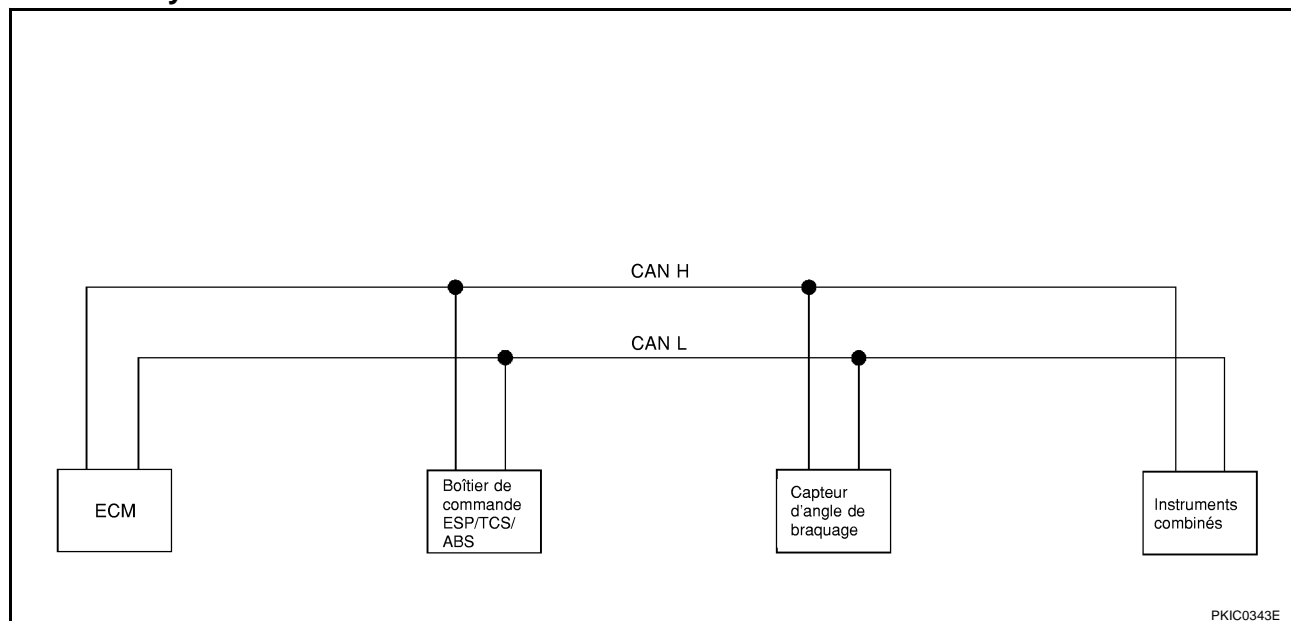 CAN H
CAN L
ECM
Boîtier de
commande
ESP/TCS/
ABS
Capteur
d'angle de
braquage
Instruments
combinés
PKIC0343E